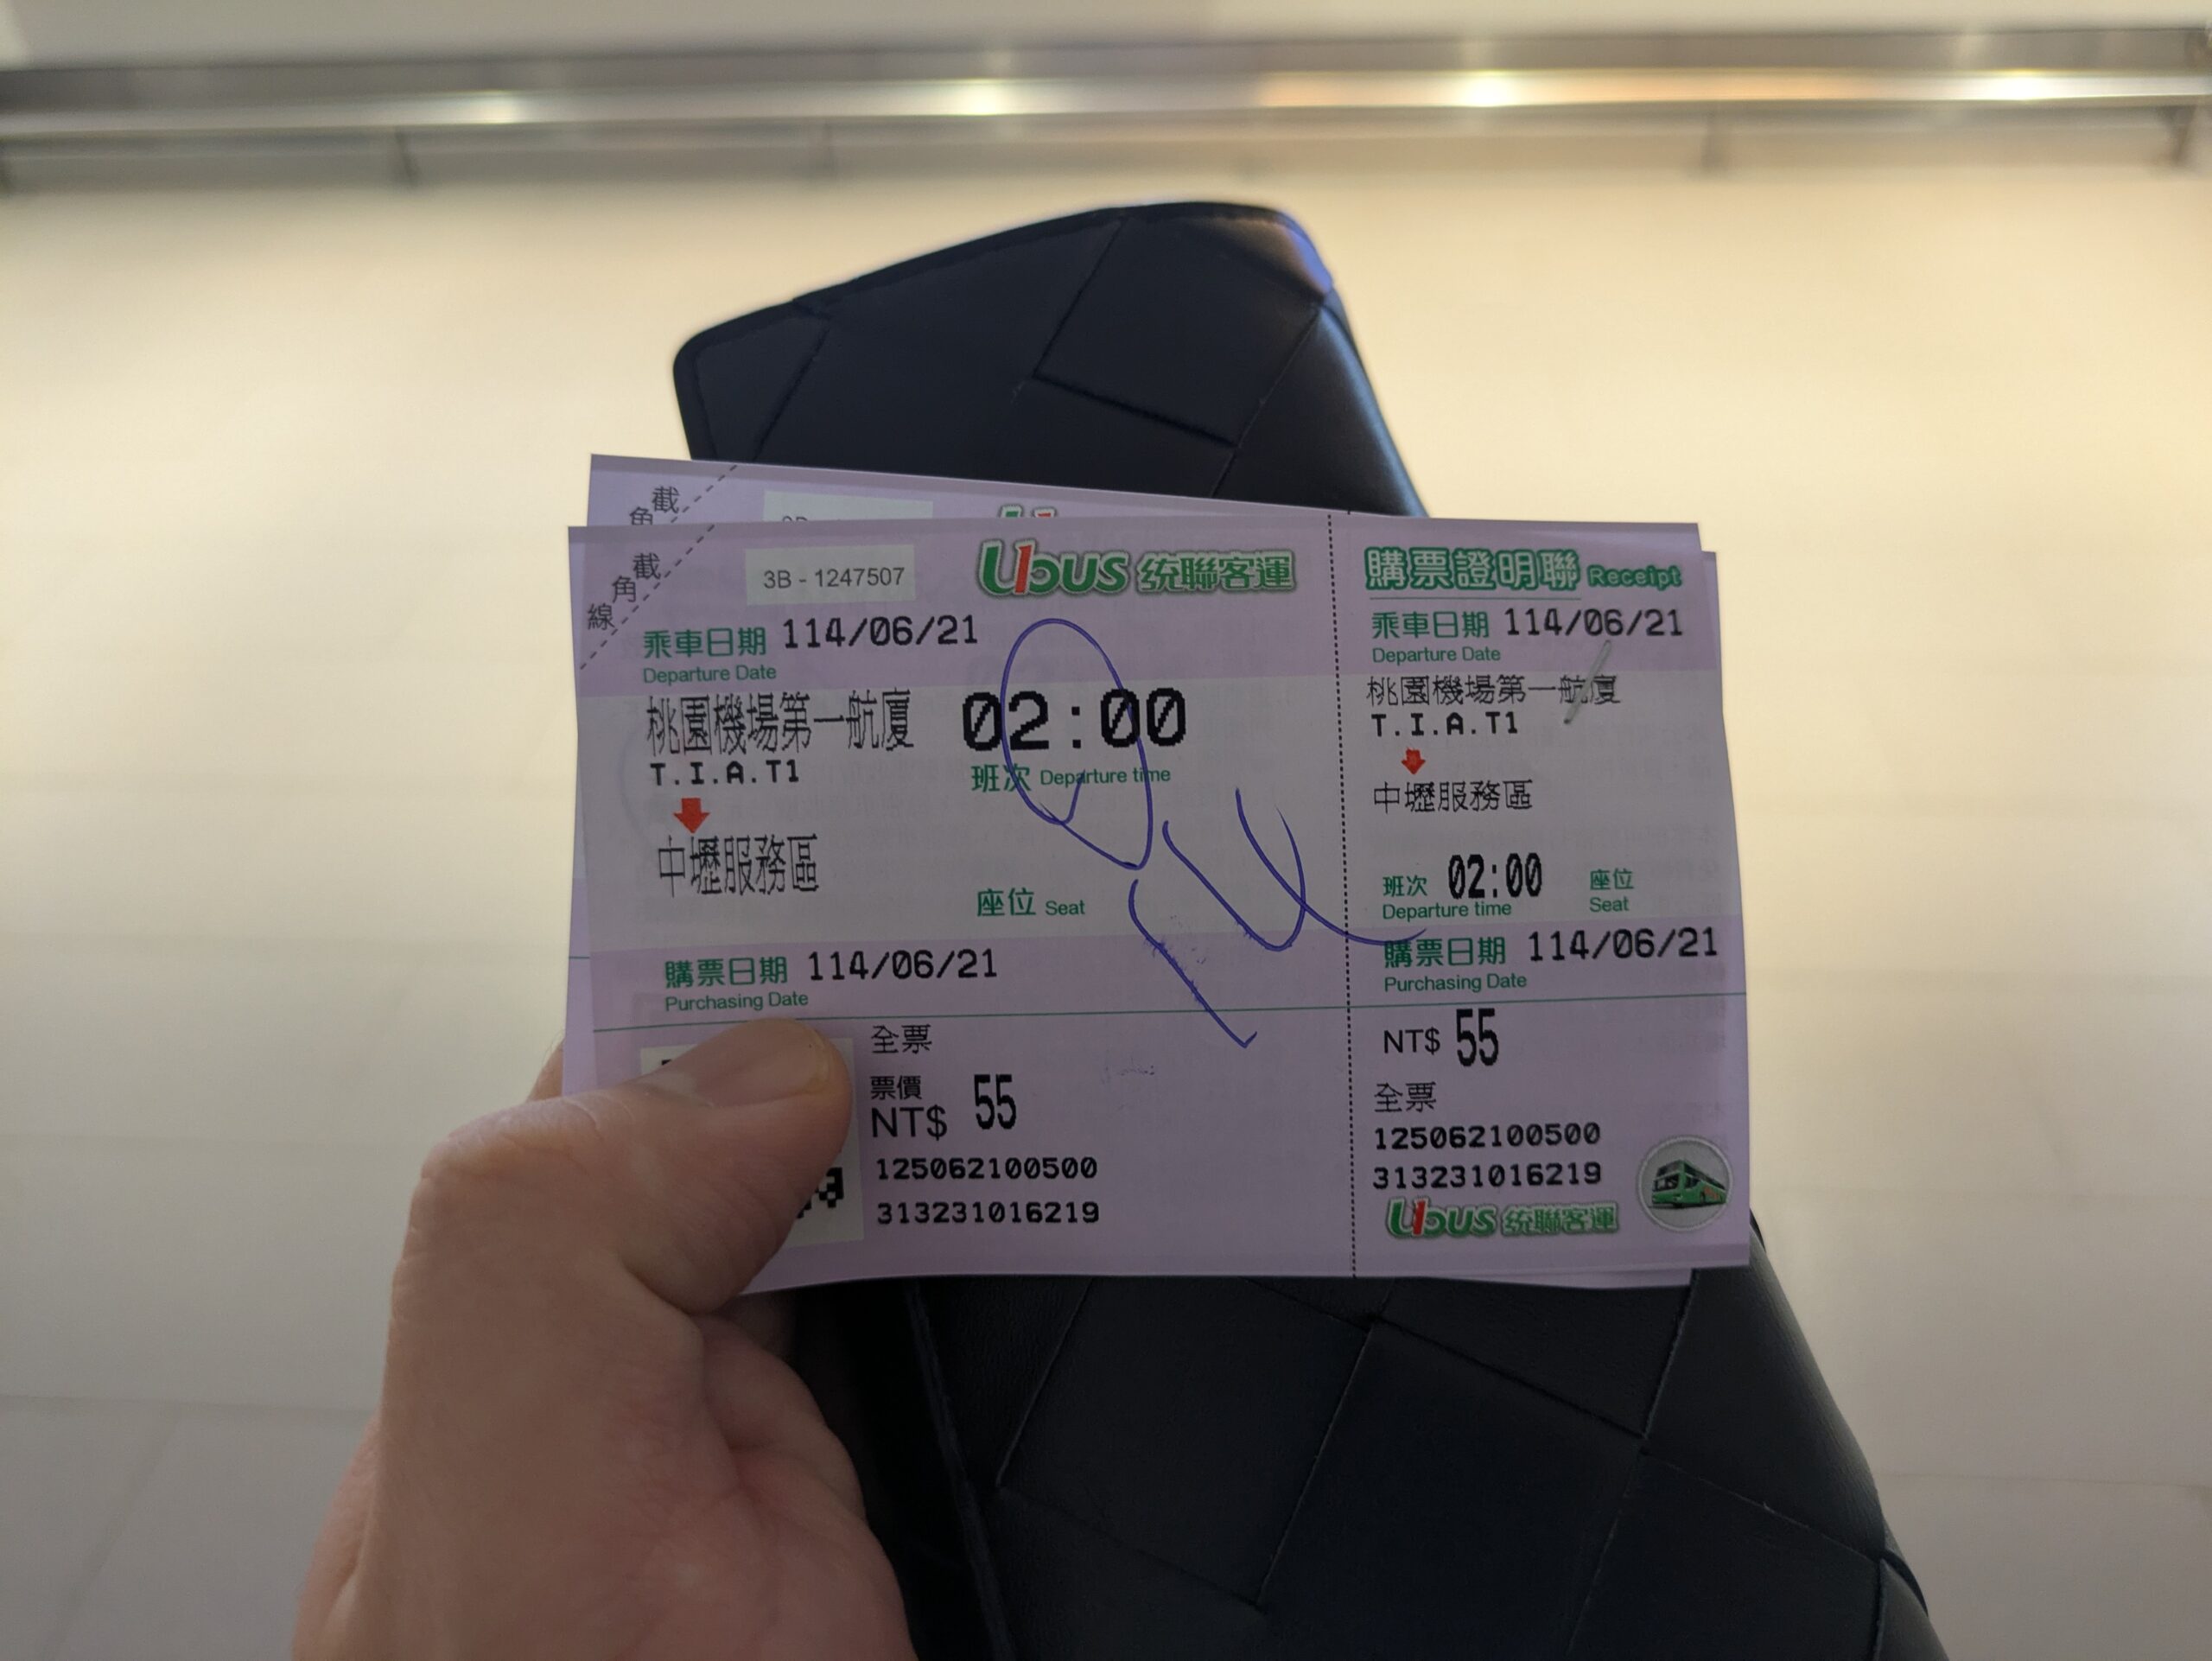 截
角
截
角
線
3B - 1247507
Ubus 統聯客運
乘車日期 114/06/21
Departure Date
桃園機場第一航廈 02:00
T.I.A.T1
班次 Departure time
中壢服務區
座位 Seat
購票日期 114/06/21
Purchasing Date
全票
票價
NT$ 55
125062100500
313231016219
購票證明聯 Receipt
乘車日期 114/06/21
Departure Date
桃園機場第一航廈
T.I.A.T1
中壢服務區
班次 02:00 座位
Departure time Seat
購票日期 114/06/21
Purchasing Date
NT$ 55
全票
125062100500
313231016219
Ubus 統聯客運